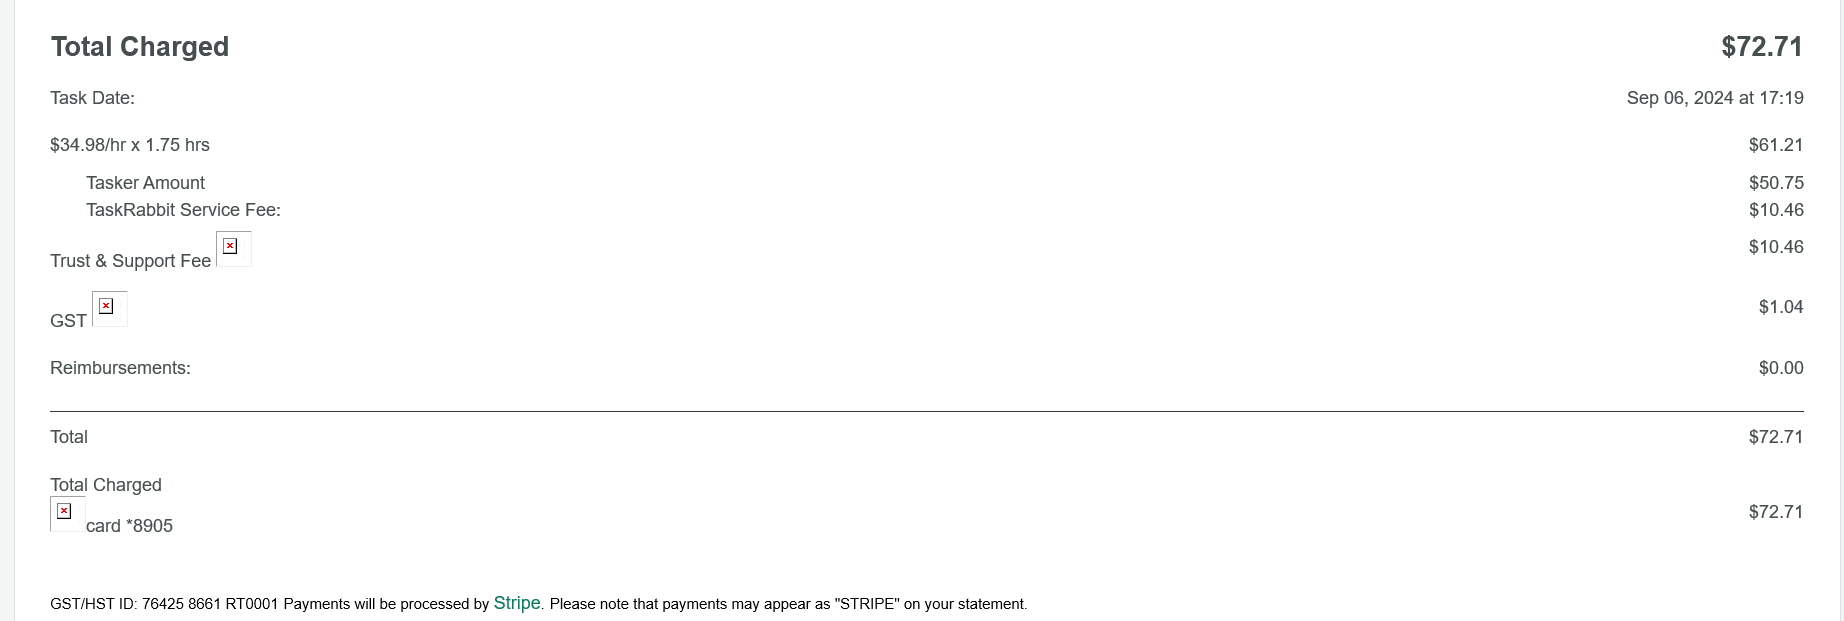 Total Charged $72.71
Task Date: Sep 06, 2024 at 17:19
$34.98/hr x 1.75 hrs $61.21
Tasker Amount $50.75
TaskRabbit Service Fee: $10.46
Trust & Support Fee $10.46
GST $1.04
Reimbursements: $0.00
Total $72.71
Total Charged
card *8905 $72.71
GST/HST ID: 76425 8661 RT0001 Payments will be processed by Stripe. Please note that payments may appear as "STRIPE" on your statement.